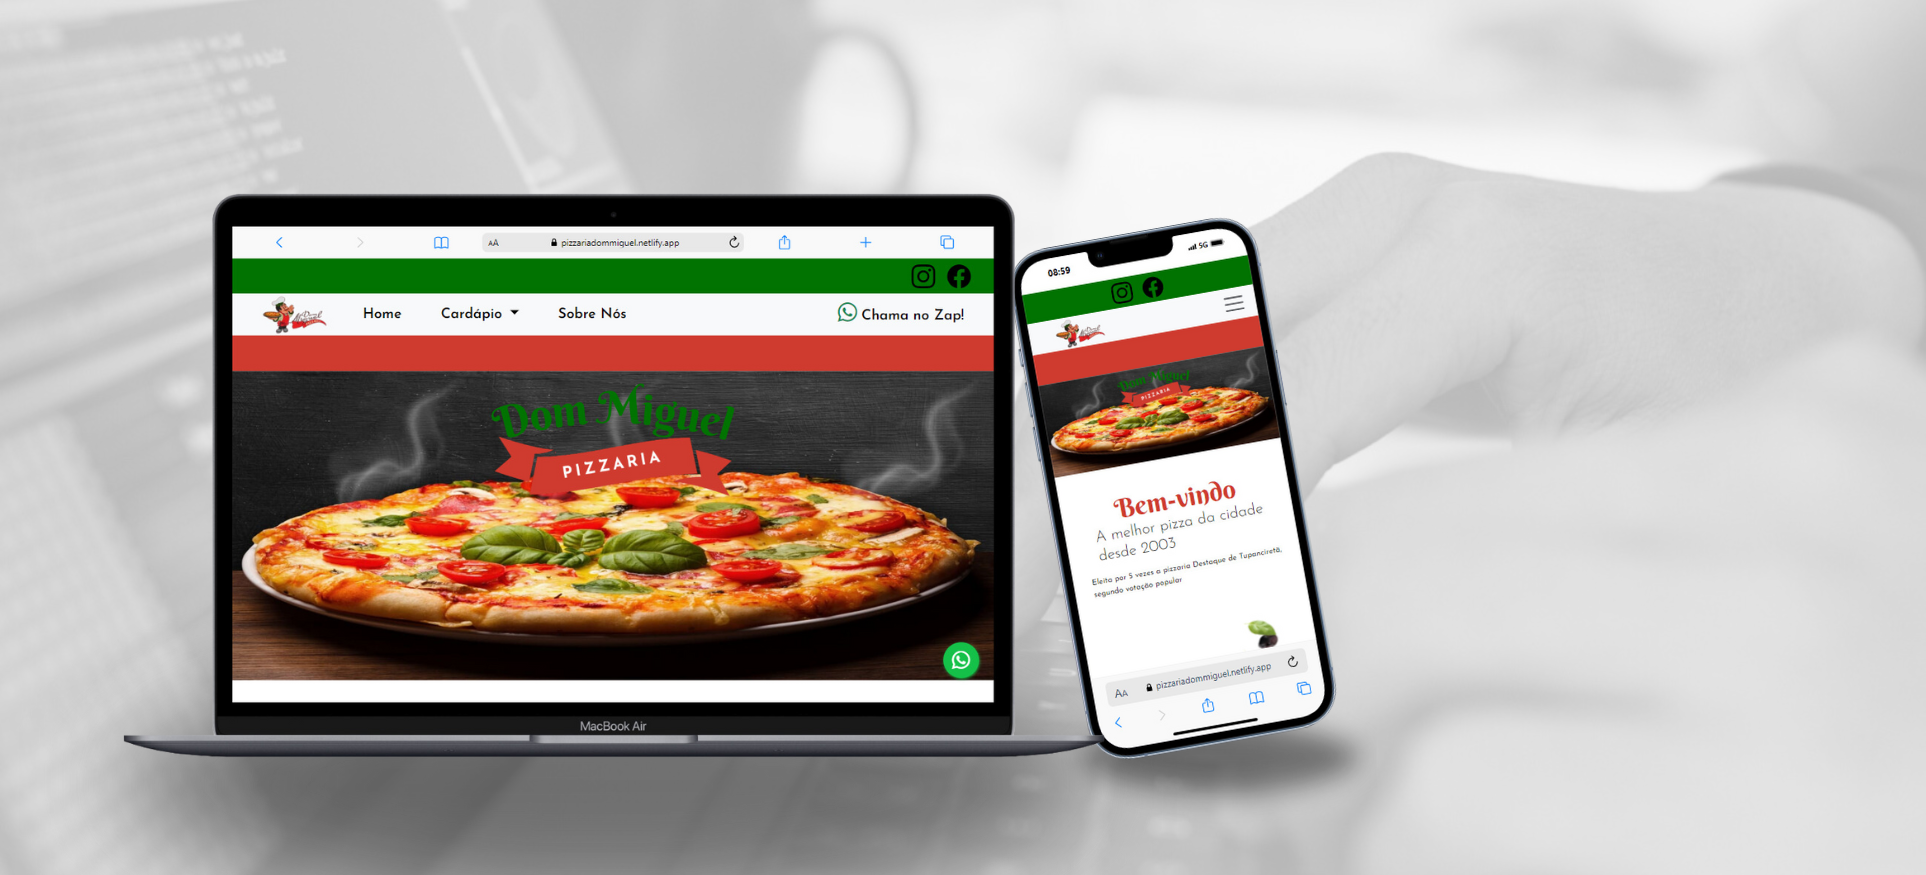 AA pizzariadommiguel.netlify.app
Home Cardápio Sobre Nós Chama no Zap!
Dom Miguel
PIZZARIA
MacBook Air
08:59 5G
Dom Miguel
PIZZARIA
Bem-vindo
A melhor pizza da cidade
desde 2003
Eleito por 5 vezes a pizzaria Destaque de Tupanciretã,
segundo votação popular
AA pizzariadommiguel.netlify.app